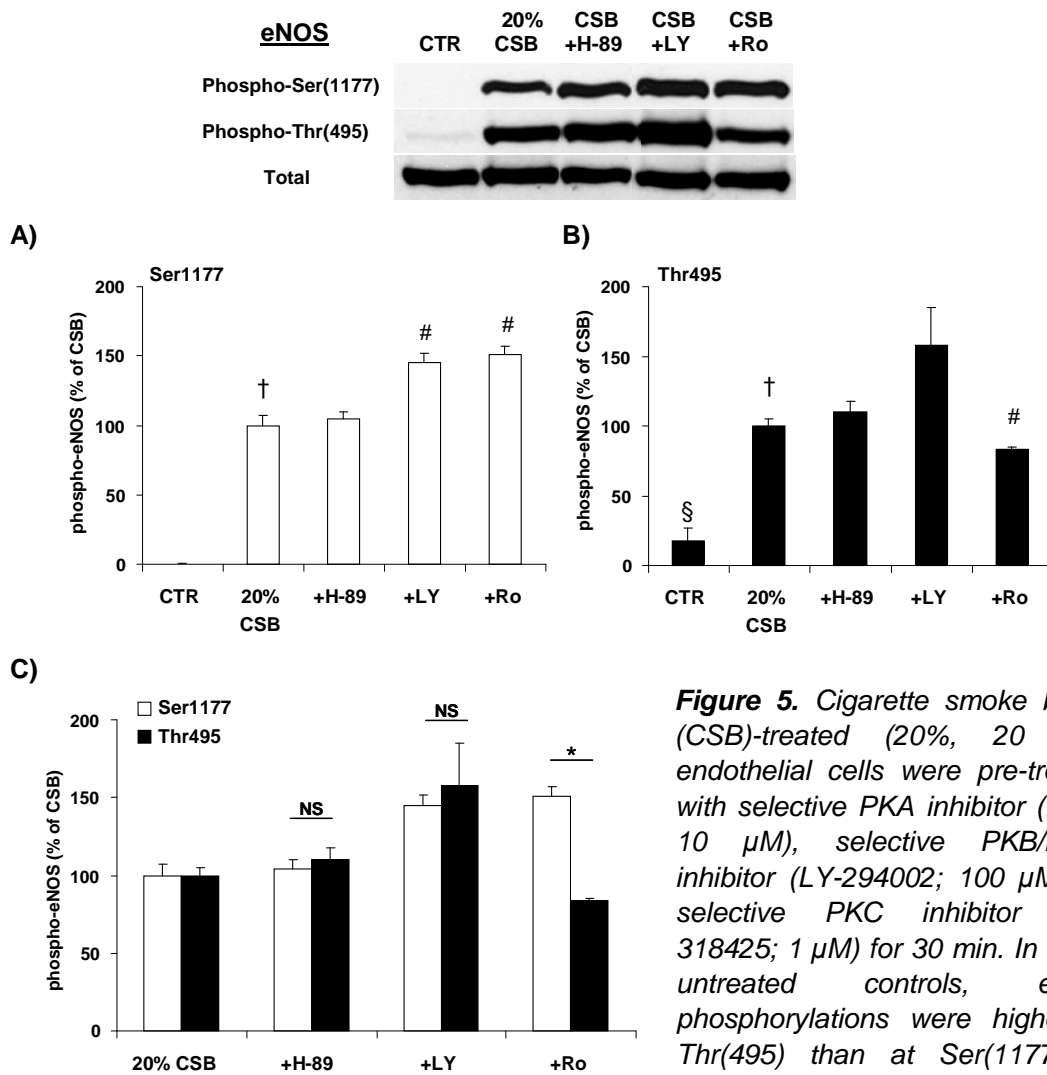 eNOS
CTR 20% CSB CSB +H-89 CSB +LY CSB +Ro
Phospho-Ser(1177)
Phospho-Thr(495)
Total
A)
Ser1177
phospho-eNOS (% of CSB)
200
150
100
50
0
†
#
#
CTR 20% CSB +H-89 +LY +Ro
B)
Thr495
phospho-eNOS (% of CSB)
200
150
100
50
0
§
†
#
CTR 20% CSB +H-89 +LY +Ro
C)
Ser1177
Thr495
phospho-eNOS (% of CSB)
200
150
100
50
0
NS
NS
*
20% CSB +H-89 +LY +Ro
Figure 5. Cigarette smoke
(CSB)-treated (20%, 20
endothelial cells were pre-tre
with selective PKA inhibitor (
10 µM), selective PKB/
inhibitor (LY-294002; 100 µM
selective PKC inhibitor
318425; 1 µM) for 30 min. In
untreated controls, e
phosphorylations were highe
Thr(495) than at Ser(1177